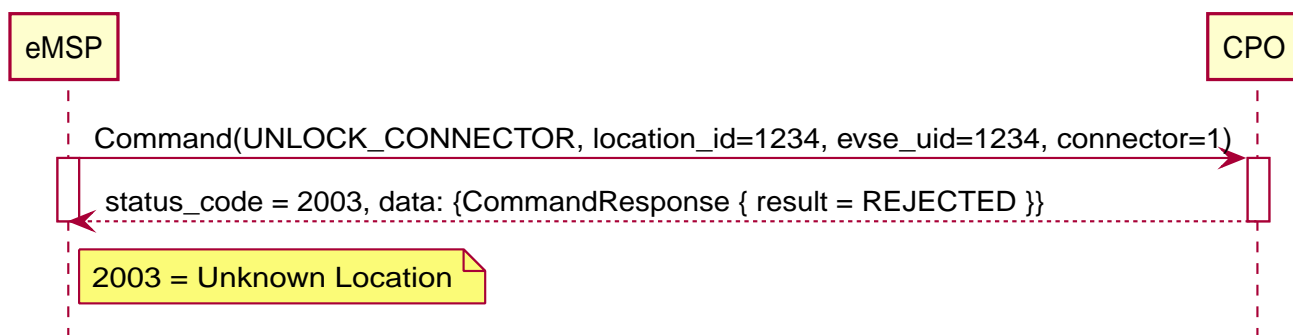 eMSP
CPO
Command(UNLOCK_CONNECTOR, location_id=1234, evse_uid=1234, connector=1)
status_code = 2003, data: {CommandResponse { result = REJECTED }}
2003 = Unknown Location